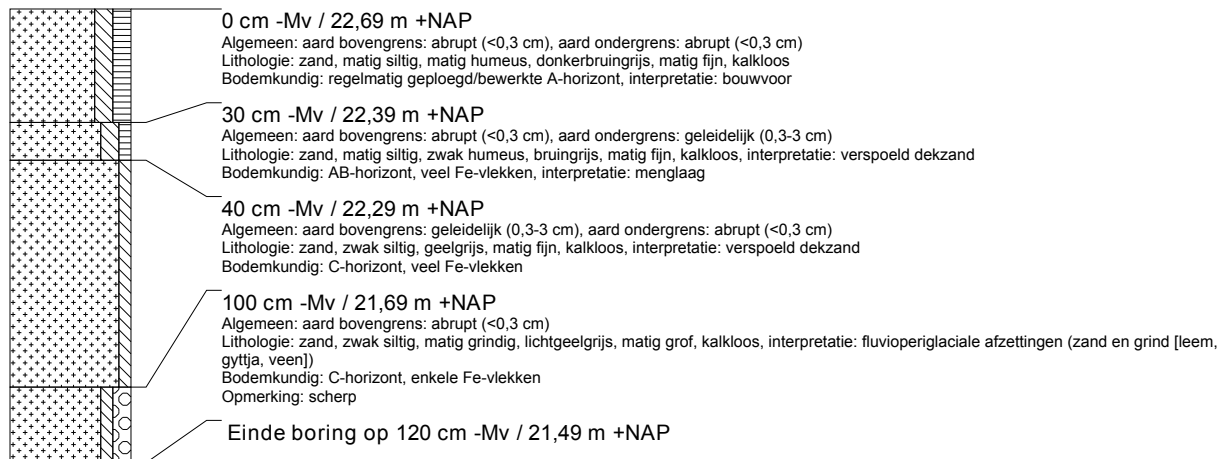 0 cm -Mv / 22,69 m +NAP
Algemeen: aard bovengrens: abrupt (<0,3 cm), aard ondergrens: abrupt (<0,3 cm)
Lithologie: zand, matig siltig, matig humeus, donkerbruingrijs, matig fijn, kalkloos
Bodemkundig: regelmatig geploegd/bewerkte A-horizont, interpretatie: bouwvoor
30 cm -Mv / 22,39 m +NAP
Algemeen: aard bovengrens: abrupt (<0,3 cm), aard ondergrens: geleidelijk (0,3-3 cm)
Lithologie: zand, matig siltig, zwak humeus, bruingrijs, matig fijn, kalkloos, interpretatie: verspoeld dekzand
Bodemkundig: AB-horizont, veel Fe-vlekken, interpretatie: menglaag
40 cm -Mv / 22,29 m +NAP
Algemeen: aard bovengrens: geleidelijk (0,3-3 cm), aard ondergrens: abrupt (<0,3 cm)
Lithologie: zand, zwak siltig, geelgrijs, matig fijn, kalkloos, interpretatie: verspoeld dekzand
Bodemkundig: C-horizont, veel Fe-vlekken
100 cm -Mv / 21,69 m +NAP
Algemeen: aard bovengrens: abrupt (<0,3 cm)
Lithologie: zand, zwak siltig, matig grindig, lichtgeelgrijs, matig grof, kalkloos, interpretatie: fluvioperiglaciale afzettingen (zand en grind [leem,
gyttja, veen])
Bodemkundig: C-horizont, enkele Fe-vlekken
Opmerking: scherp
Einde boring op 120 cm -Mv / 21,49 m +NAP